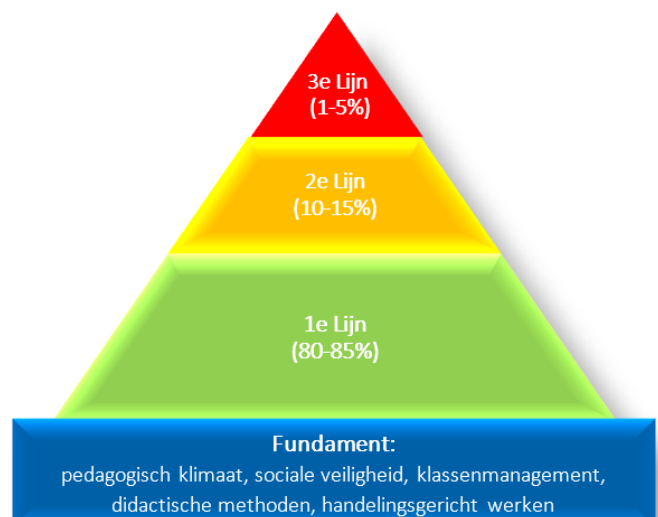 3e Lijn
(1-5%)
2e Lijn
(10-15%)
1e Lijn
(80-85%)
Fundament:
pedagogisch klimaat, sociale veiligheid, klassenmanagement,
didactische methoden, handelingsgericht werken